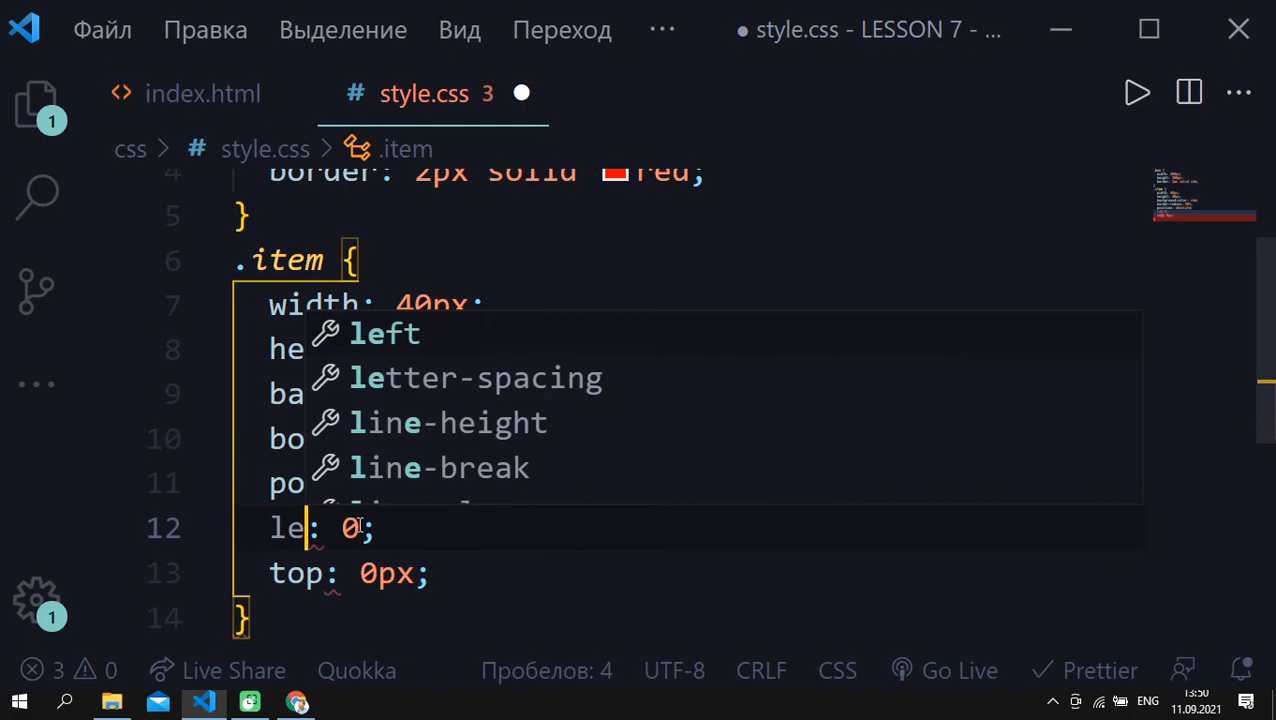 Файл Правка Выделение Вид Переход ··· ● style.css - LESSON 7 - ...
<> index.html # style.css 3
1
css > # style.css > .item
4 border: 2px solid red;
5 }
6 .item {
7 width: 40px;
left
8 he
letter-spacing
9 ba
line-height
10 bo
line-break
11 po
12 le: 0;
13 top: 0px;
14 }
1
3 0 Live Share Quokka Пробелов: 4 UTF-8 CRLF CSS Go Live Prettier
ENG 13:50
11.09.2021